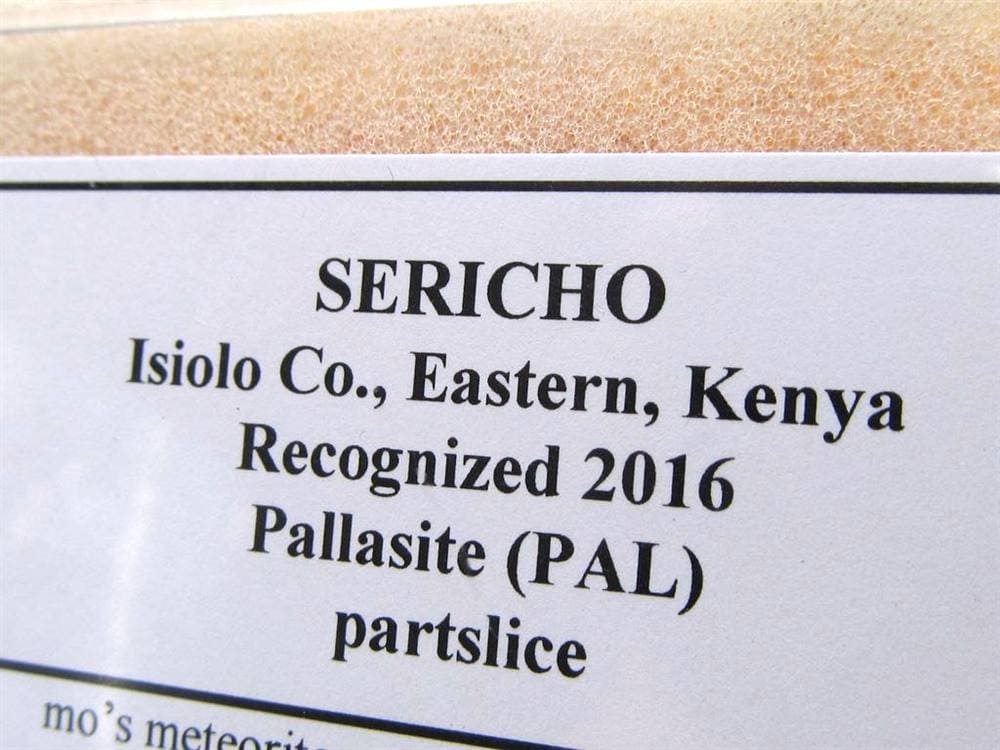 SERICHO
Isiolo Co., Eastern, Kenya
Recognized 2016
Pallasite (PAL)
partslice
mo's